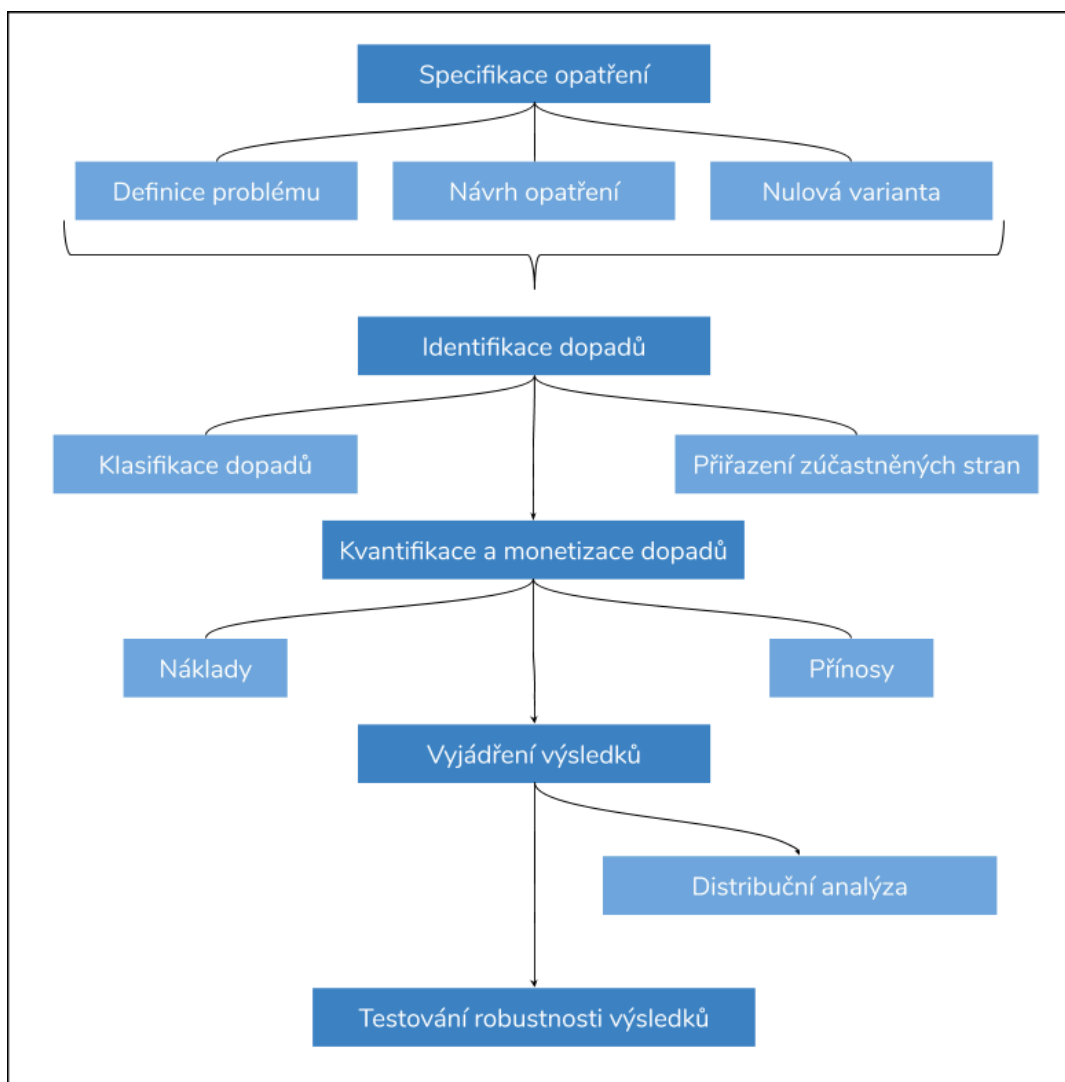 Specifikace opatření
Definice problému
Návrh opatření
Nulová varianta
Identifikace dopadů
Klasifikace dopadů
Přiřazení zúčastněných stran
Kvantifikace a monetizace dopadů
Náklady
Přínosy
Vyjádření výsledků
Distribuční analýza
Testování robustnosti výsledků